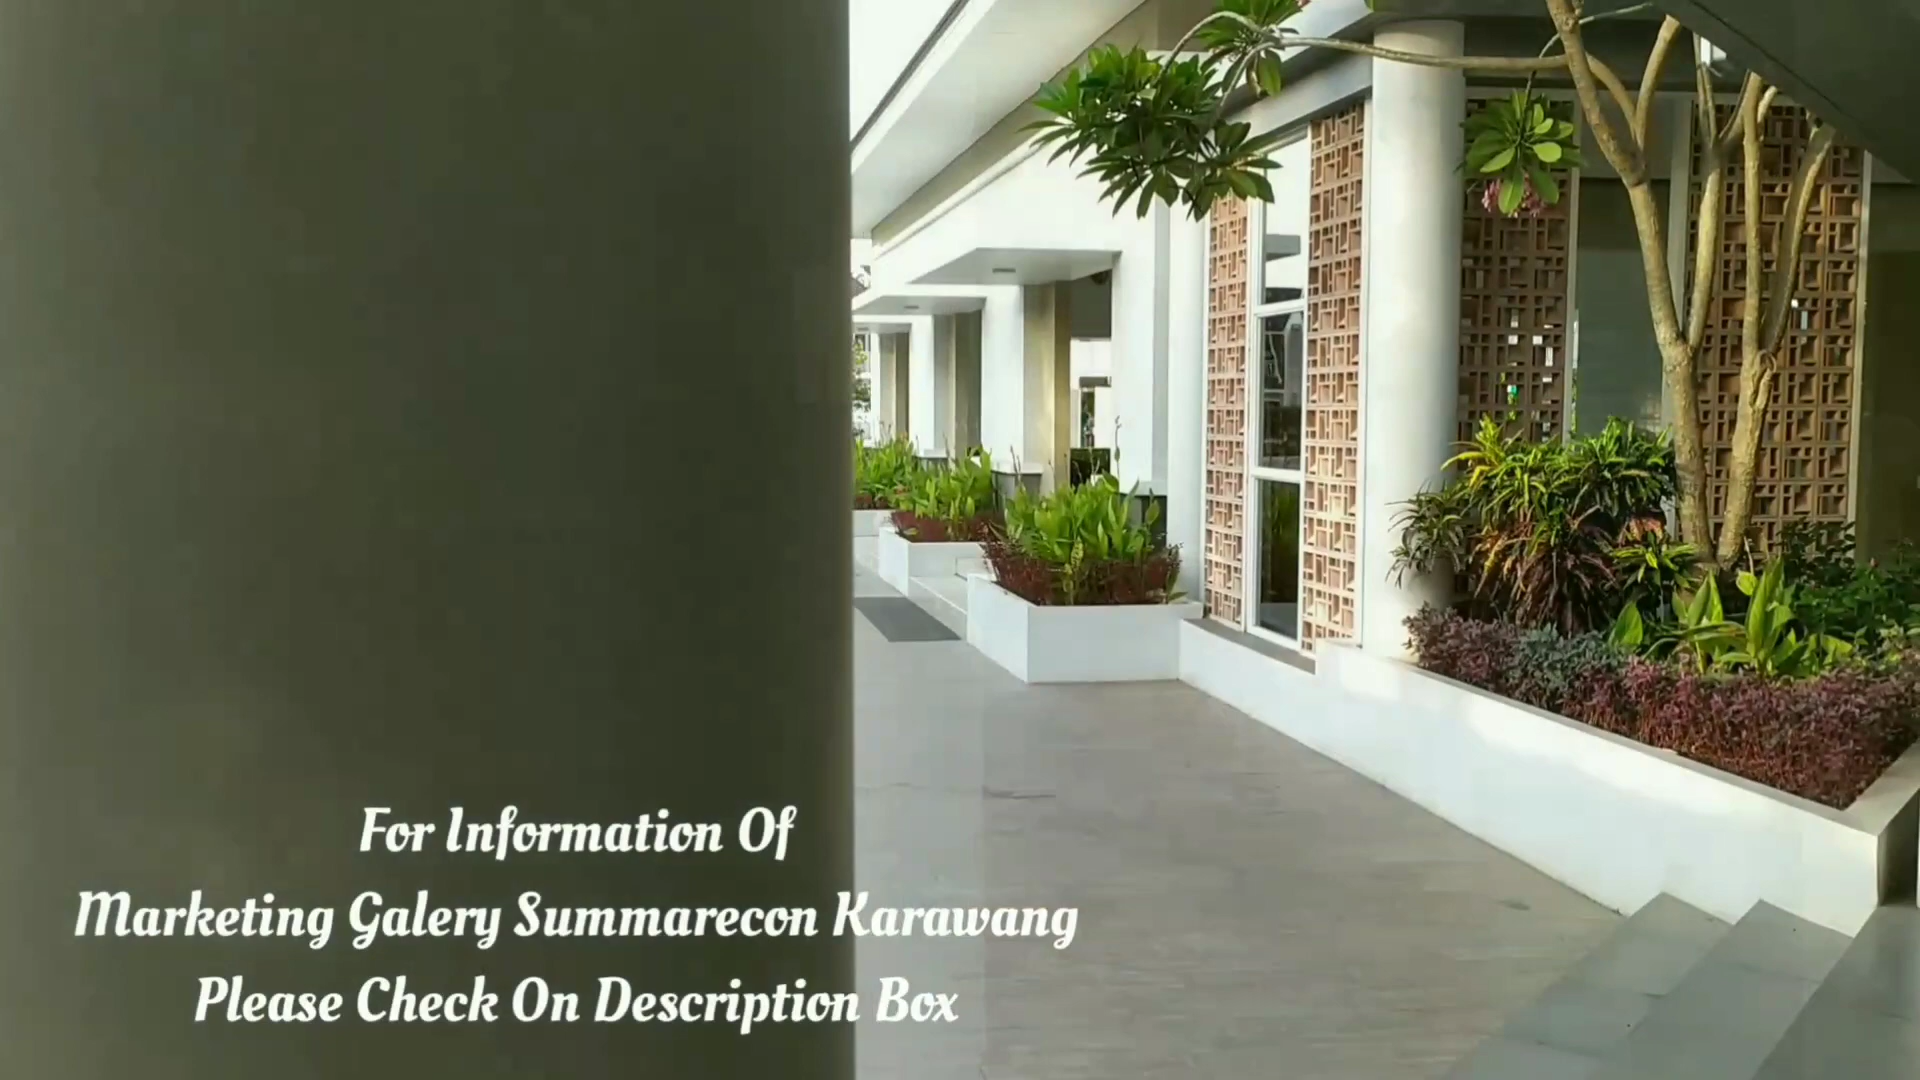 For Information Of
Marketing Galery Summarecon Karawang
Please Check On Description Box